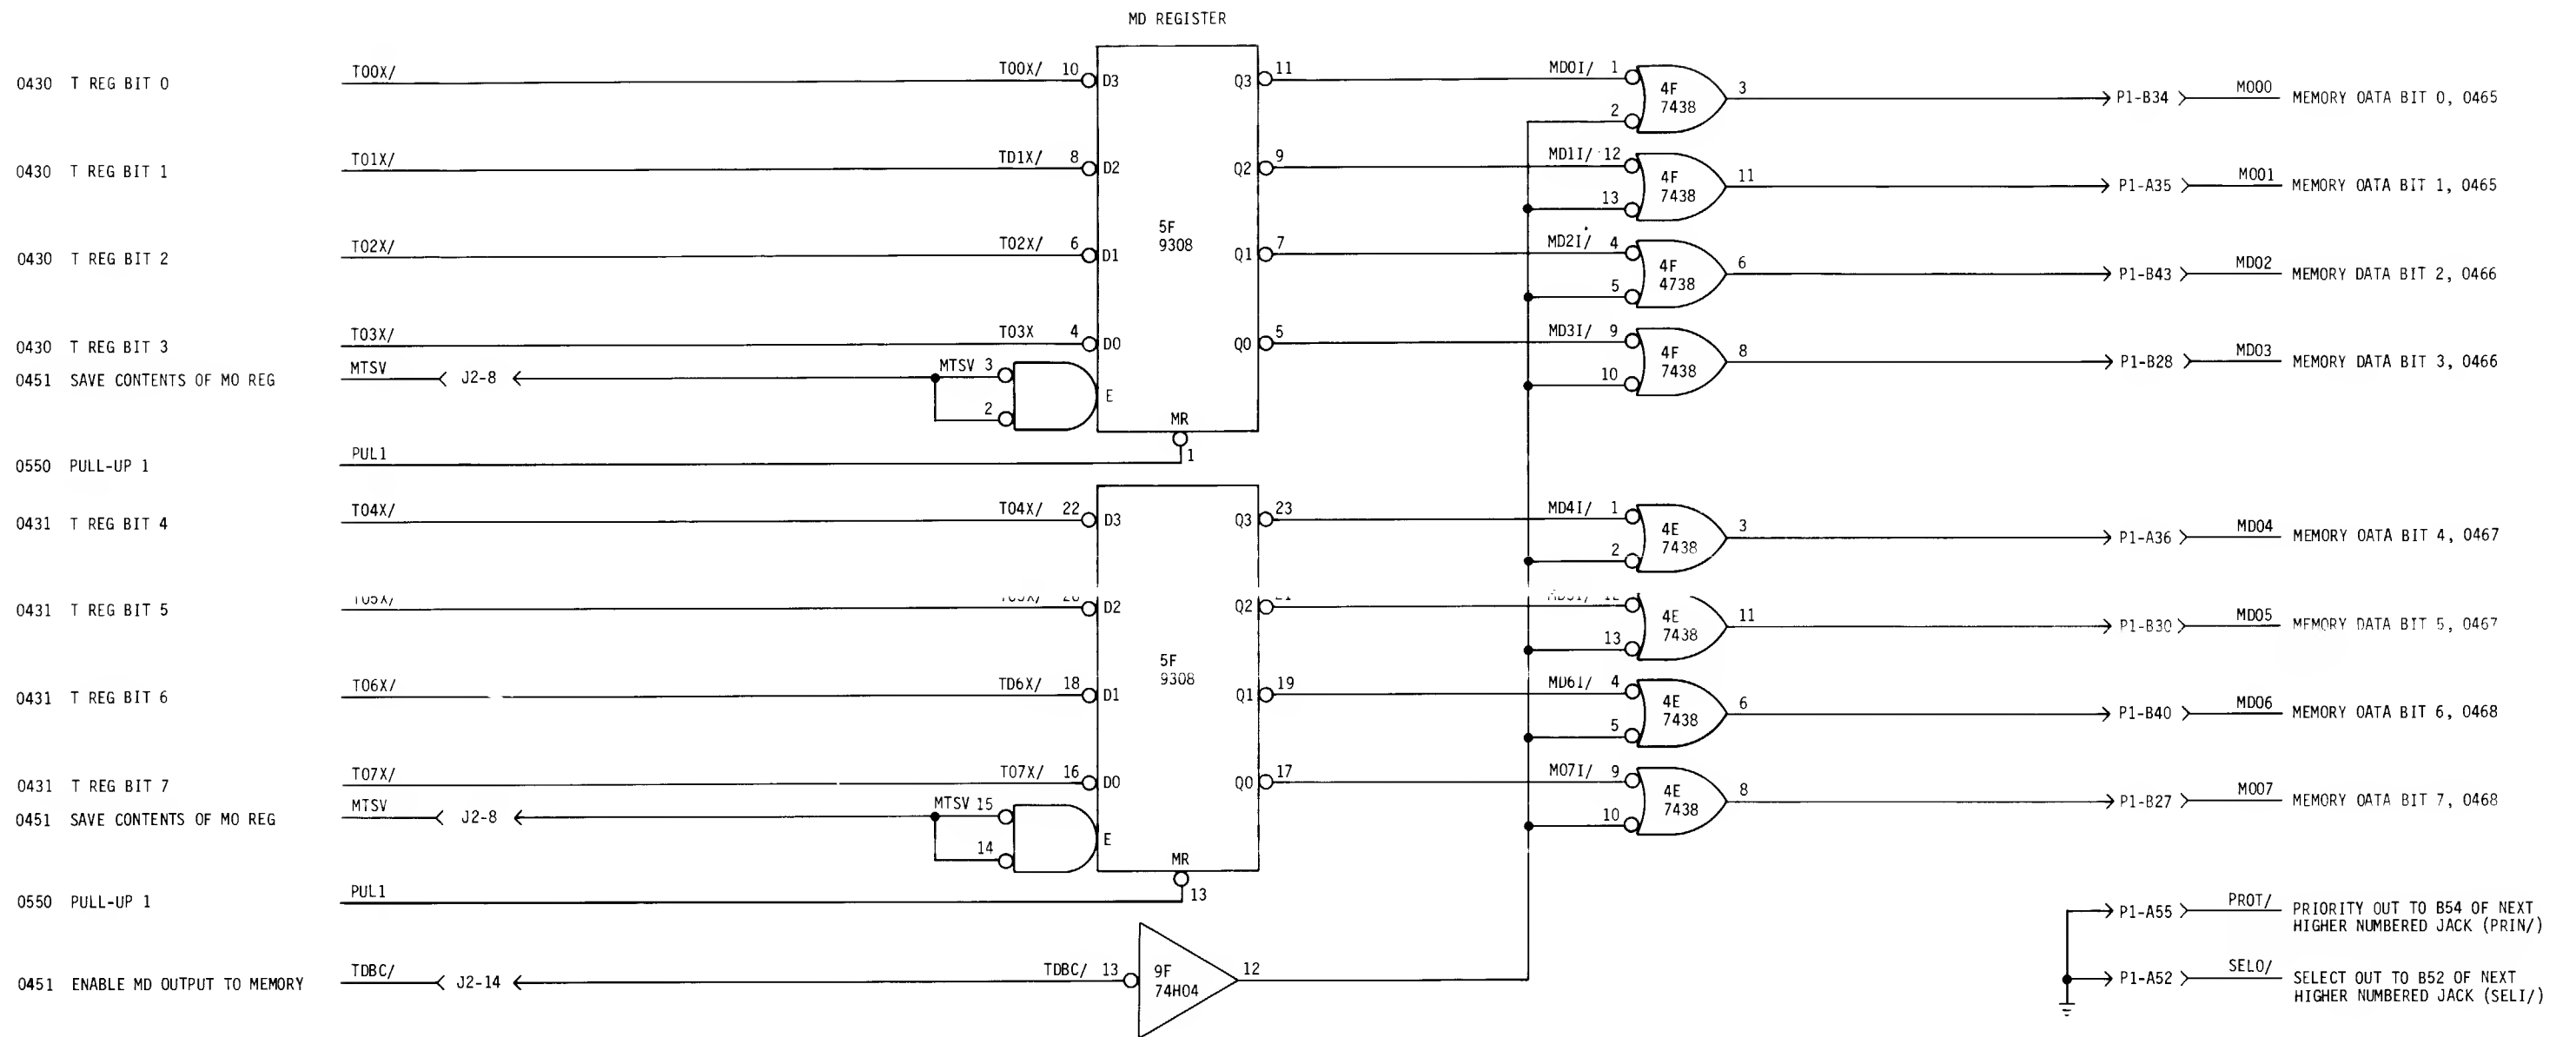 MD REGISTER
0430 T REG BIT 0 T00X/ T00X/ 10 D3 Q3 11 MD0I/ 1 2 4F 7438 3 P1-B34 M000 MEMORY OATA BIT 0, 0465
0430 T REG BIT 1 T01X/ TD1X/ 8 D2 Q2 9 MD1I/ 12 13 4F 7438 11 P1-A35 M001 MEMORY OATA BIT 1, 0465
5F
9308
0430 T REG BIT 2 T02X/ T02X/ 6 D1 Q1 7 MD2I/ 4 5 4F 4738 6 P1-B43 MD02 MEMORY DATA BIT 2, 0466
0430 T REG BIT 3 T03X/ T03X 4 D0 Q0 5 MD3I/ 9 10 4F 7438 8 P1-B28 MD03 MEMORY DATA BIT 3, 0466
0451 SAVE CONTENTS OF MO REG MTSV J2-8 MTSV 3 2 E
MR
0550 PULL-UP 1 PUL1 1
0431 T REG BIT 4 T04X/ T04X/ 22 D3 Q3 23 MD4I/ 1 2 4E 7438 3 P1-A36 MD04 MEMORY OATA BIT 4, 0467
0431 T REG BIT 5 D2 Q2 13 4E 7438 11 P1-B30 MD05 MEMORY DATA BIT 5, 0467
5F
9308
0431 T REG BIT 6 T06X/ TD6X/ 18 D1 Q1 19 MD6I/ 4 5 4E 7438 6 P1-B40 MD06 MEMORY OATA BIT 6, 0468
0431 T REG BIT 7 T07X/ T07X/ 16 D0 Q0 17 M07I/ 9 10 4E 7438 8 P1-B27 M007 MEMORY OATA BIT 7, 0468
0451 SAVE CONTENTS OF MO REG MTSV J2-8 MTSV 15 14 E
MR
0550 PULL-UP 1 PUL1 13
P1-A55 PROT/ PRIORITY OUT TO B54 OF NEXT
HIGHER NUMBERED JACK (PRIN/)
0451 ENABLE MD OUTPUT TO MEMORY TDBC/ J2-14 TDBC/ 13 9F 74H04 12
P1-A52 SELO/ SELECT OUT TO B52 OF NEXT
HIGHER NUMBERED JACK (SELI/)